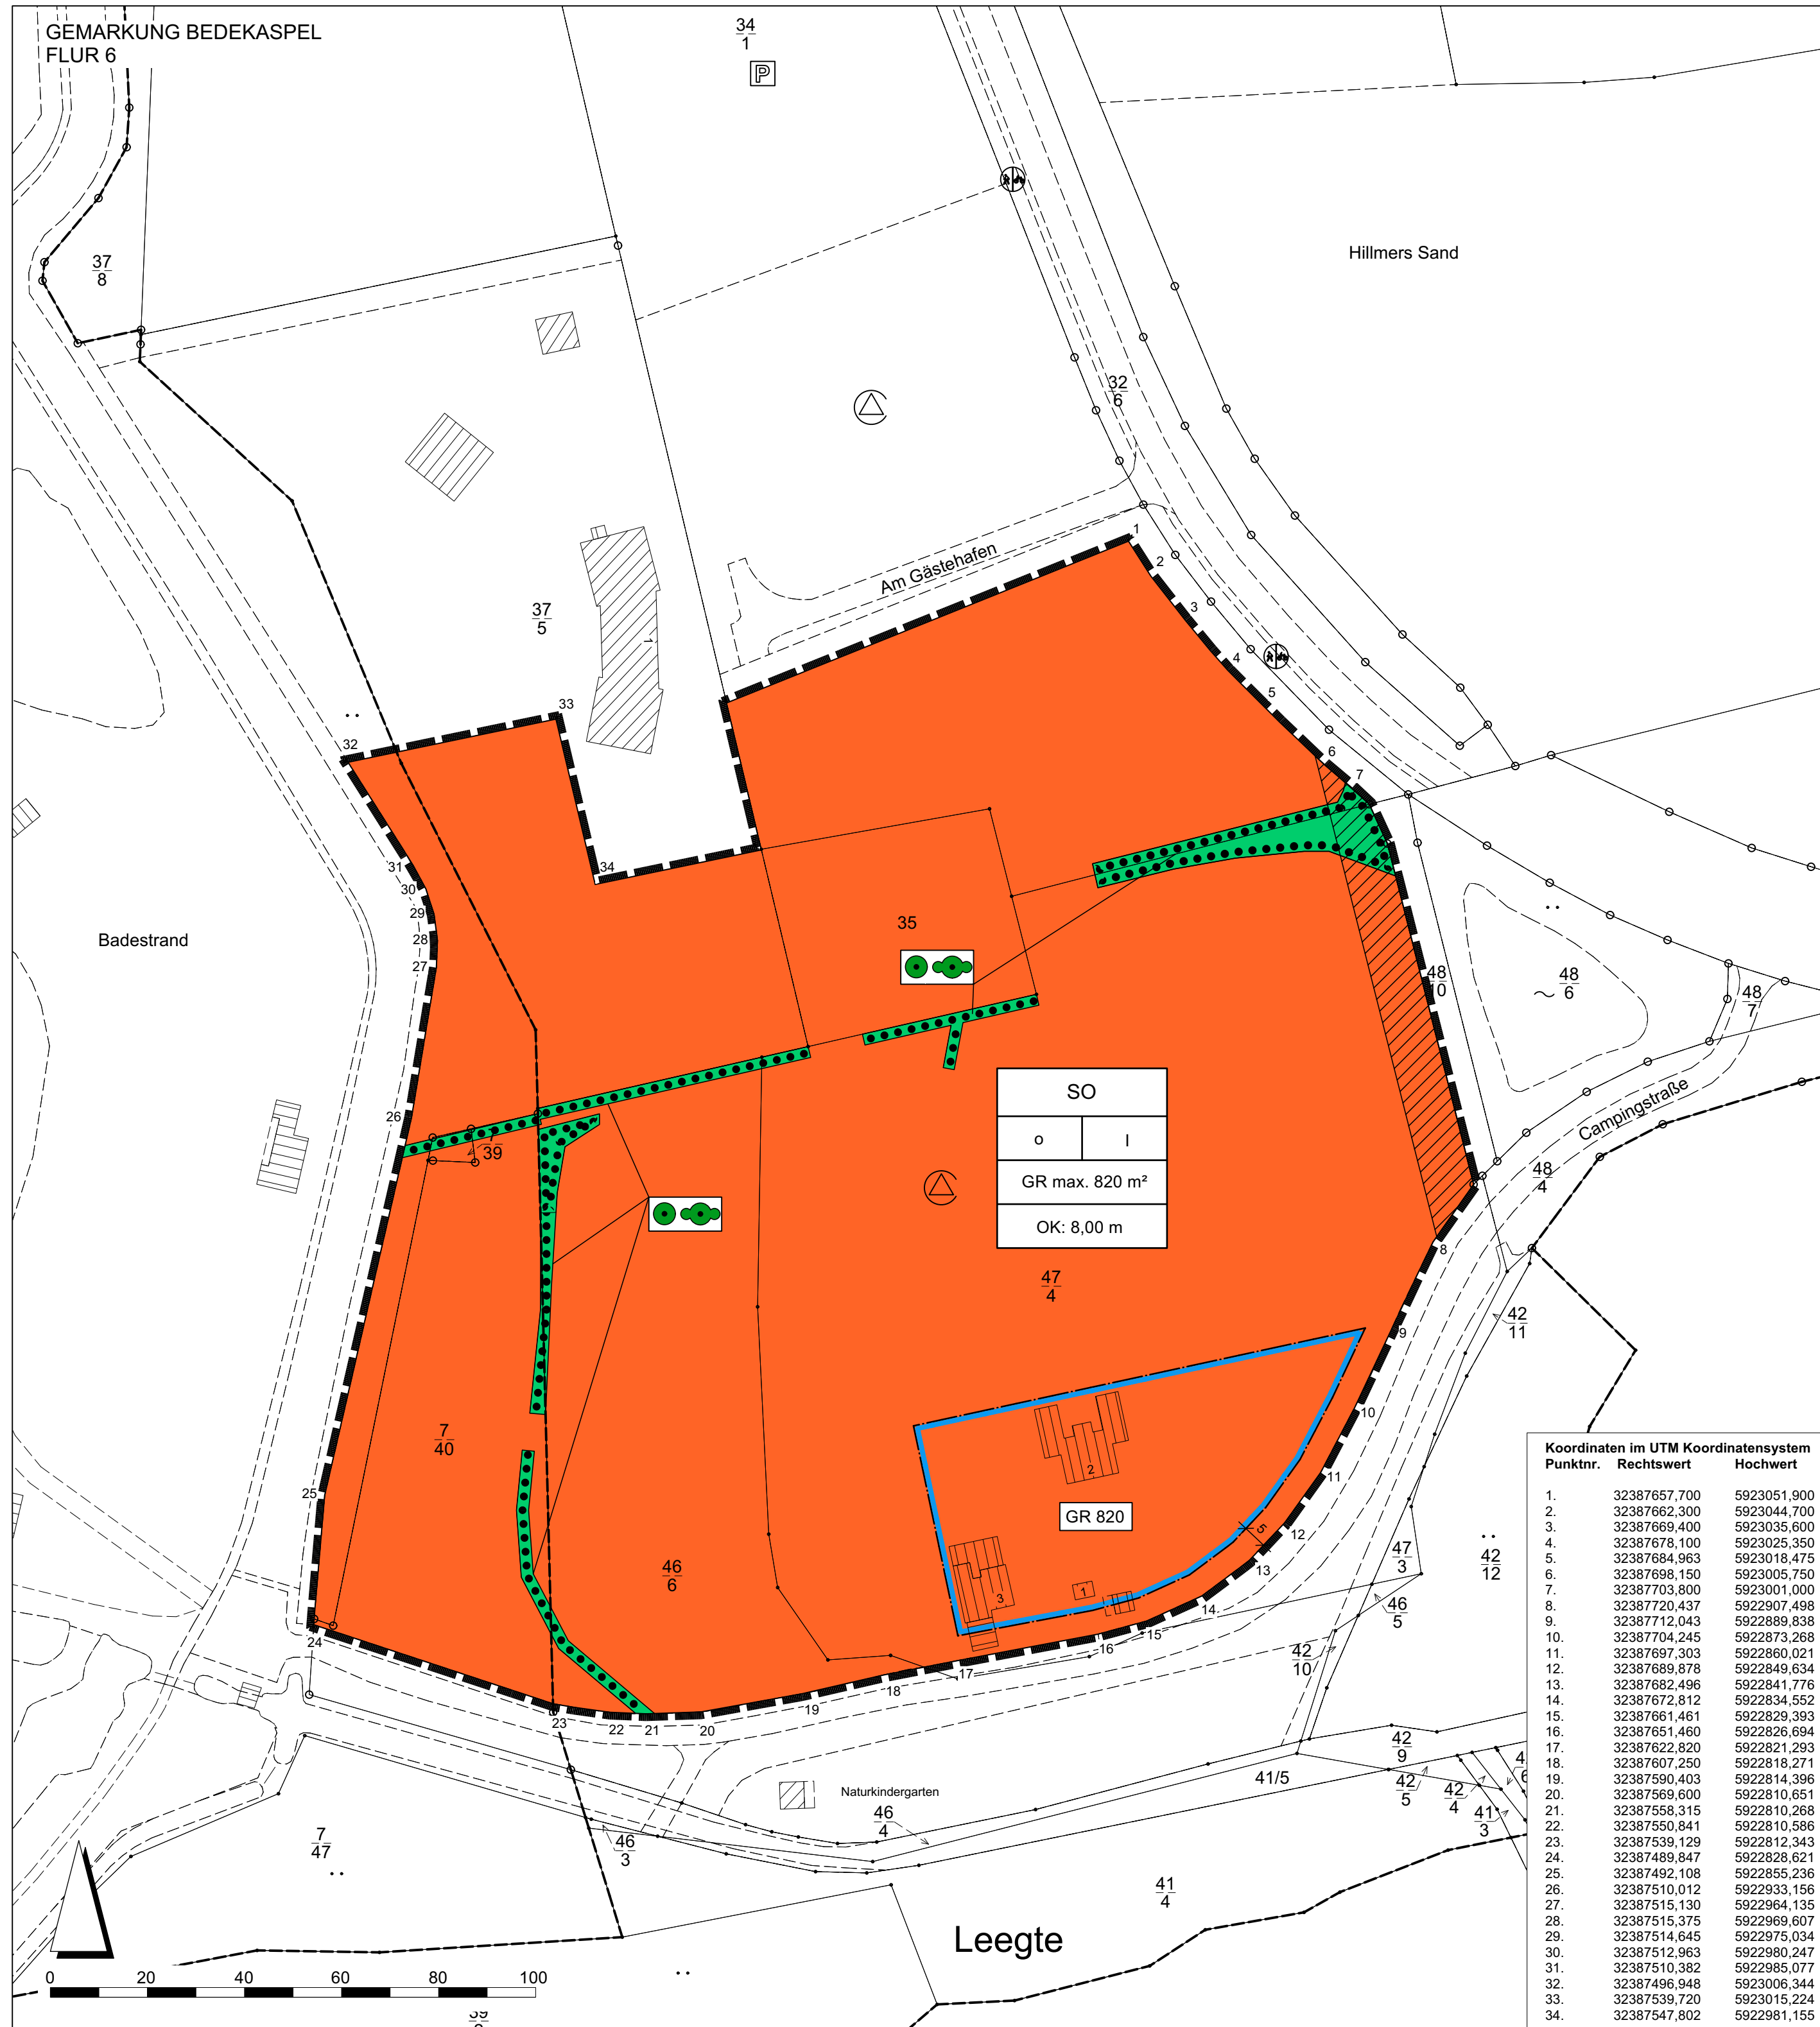 GEMARKUNG BEDEKASPEL
FLUR 6
34
1
P
37
8
Hillmers Sand
32
6
Am Gästehafen
37
5
1
1
2
3
4
5
6
7
33
32
34
31
30
29
28
27
26
Badestrand
35
48
10
48
6
48
7
Campingstraße
48
4
39
SO
o
I
GR max. 820 m²
OK: 8,00 m
47
4
8
9
10
11
12
13
14
15
16
17
18
19
20
21
22
23
24
25
42
11
7
40
46
6
2
GR 820
5
3
1
47
3
42
12
46
5
42
10
42
9
41/5
42
5
42
4
41
3
Naturkindergarten
46
4
46
3
7
47
41
4
Leegte
0 20 40 60 80 100
39
Koordinaten im UTM Koordinatensystem
Punktnr. Rechtswert Hochwert
1. 32387657,700 5923051,900
2. 32387662,300 5923044,700
3. 32387669,400 5923035,600
4. 32387678,100 5923025,350
5. 32387684,963 5923018,475
6. 32387698,150 5923005,750
7. 32387703,800 5923001,000
8. 32387720,437 5922907,498
9. 32387712,043 5922889,838
10. 32387704,245 5922873,268
11. 32387697,303 5922860,021
12. 32387689,878 5922849,634
13. 32387682,496 5922841,776
14. 32387672,812 5922834,552
15. 32387661,461 5922829,393
16. 32387651,460 5922826,694
17. 32387622,820 5922821,293
18. 32387607,250 5922818,271
19. 32387590,403 5922814,396
20. 32387569,600 5922810,651
21. 32387558,315 5922810,268
22. 32387550,841 5922810,586
23. 32387539,129 5922812,343
24. 32387489,847 5922828,621
25. 32387492,108 5922855,236
26. 32387510,012 5922933,156
27. 32387515,130 5922964,135
28. 32387515,375 5922969,607
29. 32387514,645 5922975,034
30. 32387512,963 5922980,247
31. 32387510,382 5922985,077
32. 32387496,948 5923006,344
33. 32387539,720 5923015,224
34. 32387547,802 5922981,155